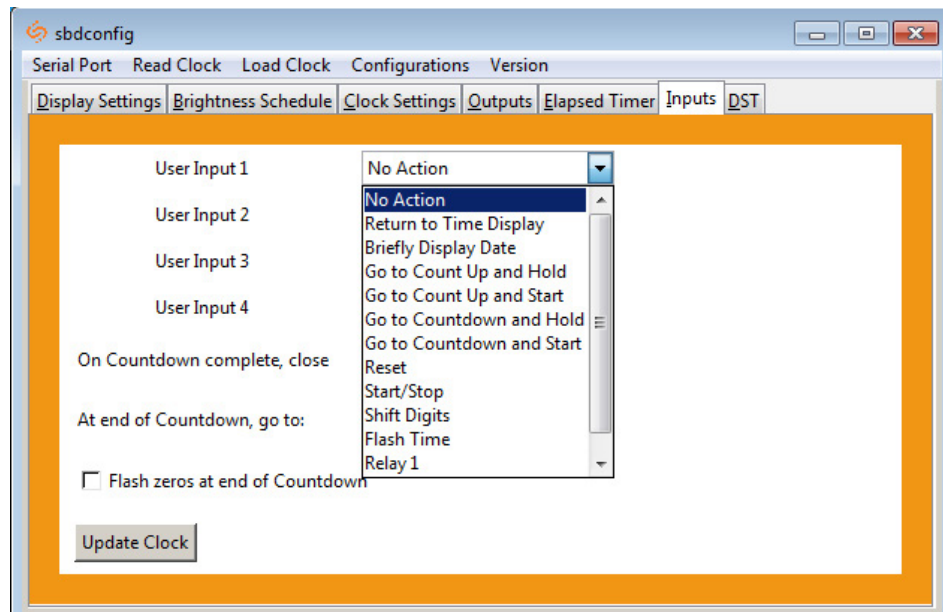 sbdconfig
Serial Port Read Clock Load Clock Configurations Version
Display Settings Brightness Schedule Clock Settings Outputs Elapsed Timer Inputs DST
User Input 1 No Action
No Action
User Input 2 Return to Time Display
Briefly Display Date
User Input 3 Go to Count Up and Hold
Go to Count Up and Start
User Input 4 Go to Countdown and Hold
Go to Countdown and Start
On Countdown complete, close Reset
Start/Stop
At end of Countdown, go to: Shift Digits
Flash Time
Relay 1
Flash zeros at end of Countdown
Update Clock